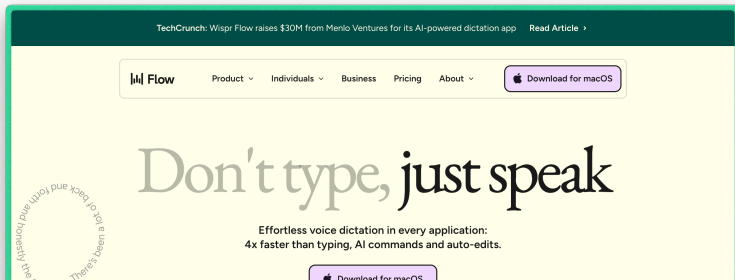 TechCrunch: Wispr Flow raises $30M from Menlo Ventures for its AI-powered dictation app Read Article ›
Flow Product Individuals Business Pricing About Download for macOS
Don't type, just speak
Effortless voice dictation in every application:
4x faster than typing, AI commands and auto-edits.
Download for macOS
There's been a lot of back and forth and honestly the